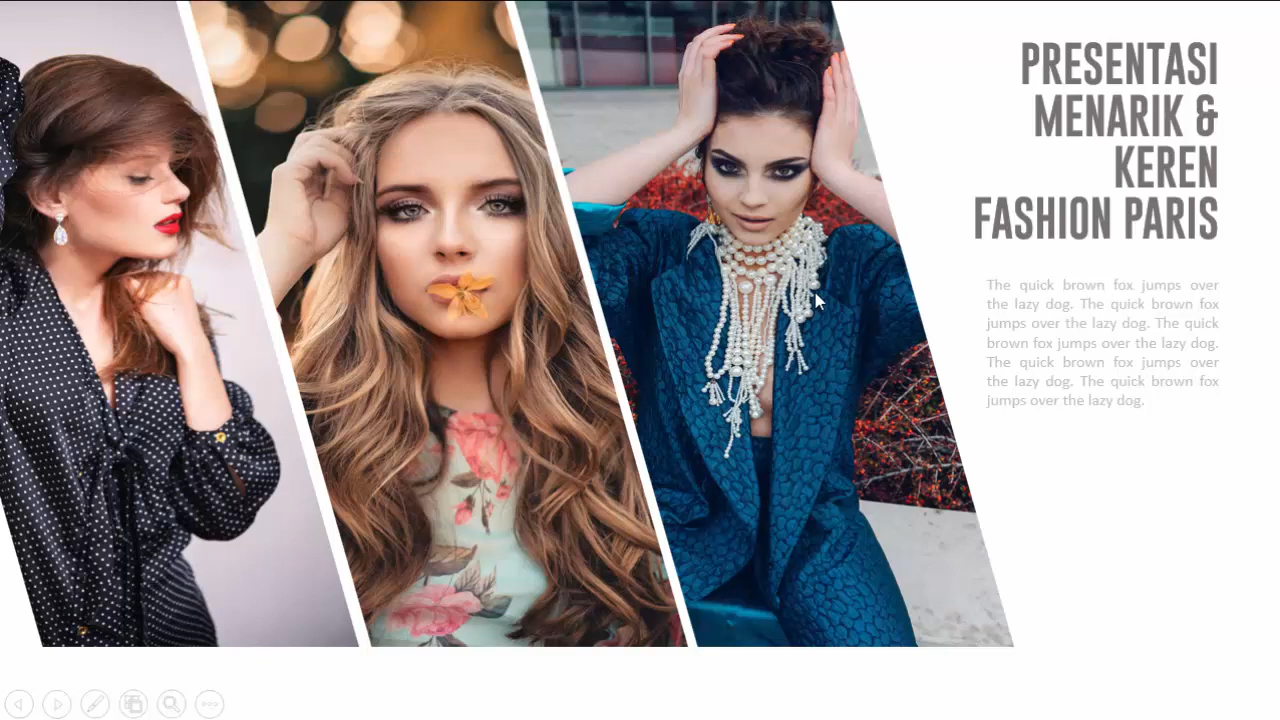 PRESENTASI
MENARIK &
KEREN
FASHION PARIS
The quick brown fox jumps over
the lazy dog. The quick brown fox
jumps over the lazy dog. The quick
brown fox jumps over the lazy dog.
The quick brown fox jumps over
the lazy dog. The quick brown fox
jumps over the lazy dog.